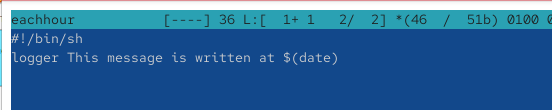 eachhour [----] 36 L:[ 1+ 1 2/ 2] *(46 / 51b) 0100 0
#!/bin/sh
logger This message is written at $(date)